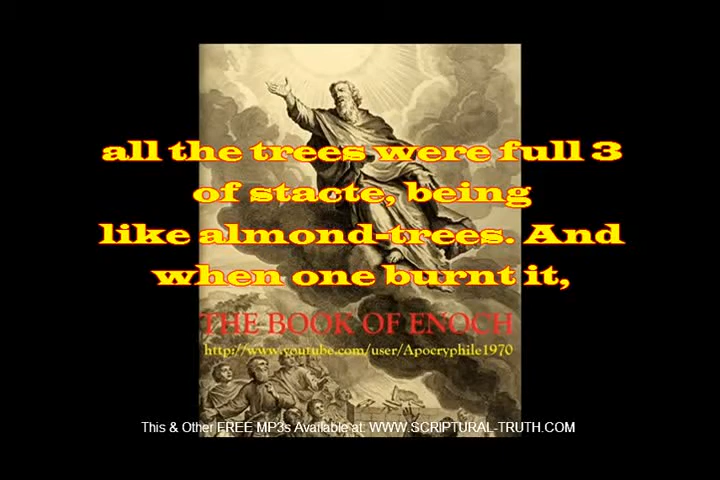 all the trees were full 3
of stacte, being
like almond-trees. And
when one burnt it,
THE BOOK OF ENOCH
http://www.youtube.com/user/Apocryphile1970
This & Other FREE MP3s Available at: WWW.SCRIPTURAL-TRUTH.COM